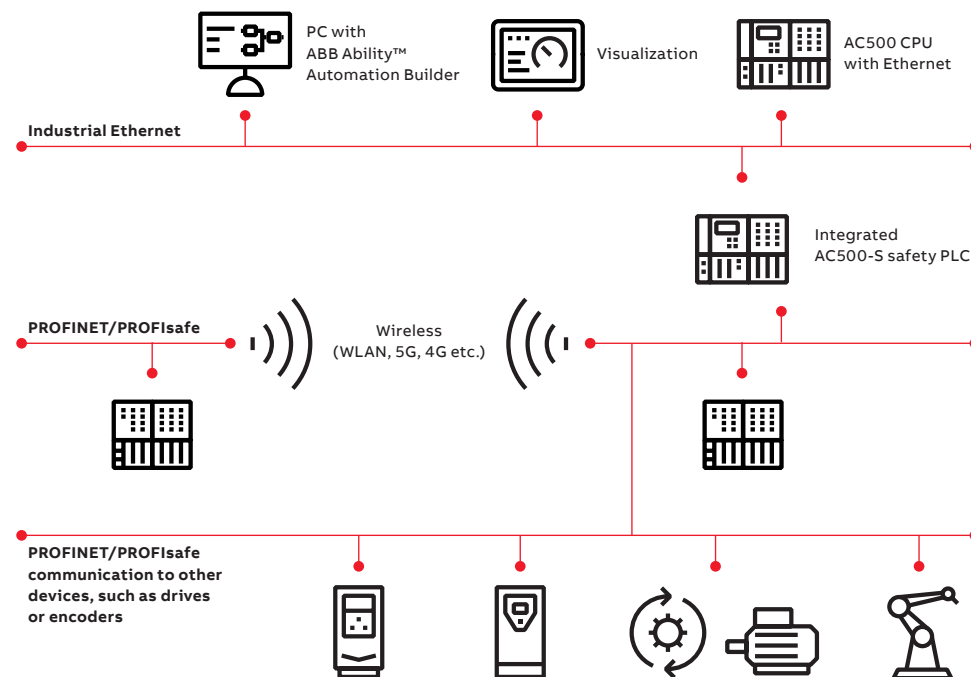 PC with
ABB Ability™
Automation Builder
Visualization
AC500 CPU
with Ethernet
Industrial Ethernet
Integrated
AC500-S safety PLC
PROFINET/PROFIsafe
Wireless
(WLAN, 5G, 4G etc.)
PROFINET/PROFIsafe
communication to other
devices, such as drives
or encoders